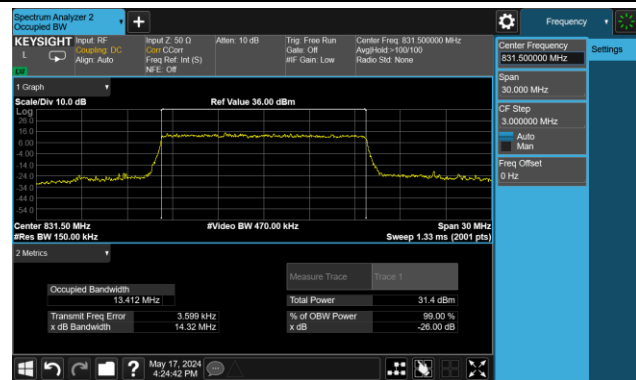 Spectrum Analyzer 2
Occupied BW
Frequency
KEYSIGHT
Input: RF
Coupling: DC
Align: Auto
Input Z: 50 Ω
Corr CCorr
Freq Ref: Int (S)
NFE: Off
Atten: 10 dB
Trig: Free Run
Gate: Off
#IF Gain: Low
Center Freq: 831.500000 MHz
Avg|Hold:>100/100
Radio Std: None
L
LW
Center Frequency
831.500000 MHz
Settings
Span
30.000 MHz
CF Step
3.000000 MHz
Auto
Man
Freq Offset
0 Hz
1 Graph
Scale/Div 10.0 dB
Ref Value 36.00 dBm
Log
26.0
16.0
6.00
-4.00
-14.0
-24.0
-34.0
-44.0
-54.0
Center 831.50 MHz
#Video BW 470.00 kHz
Span 30 MHz
#Res BW 150.00 kHz
Sweep 1.33 ms (2001 pts)
2 Metrics
Measure Trace
Trace 1
Occupied Bandwidth
13.412 MHz
Total Power
31.4 dBm
Transmit Freq Error
3.599 kHz
% of OBW Power
99.00 %
x dB Bandwidth
14.32 MHz
x dB
-26.00 dB
?
May 17, 2024
4:24:42 PM